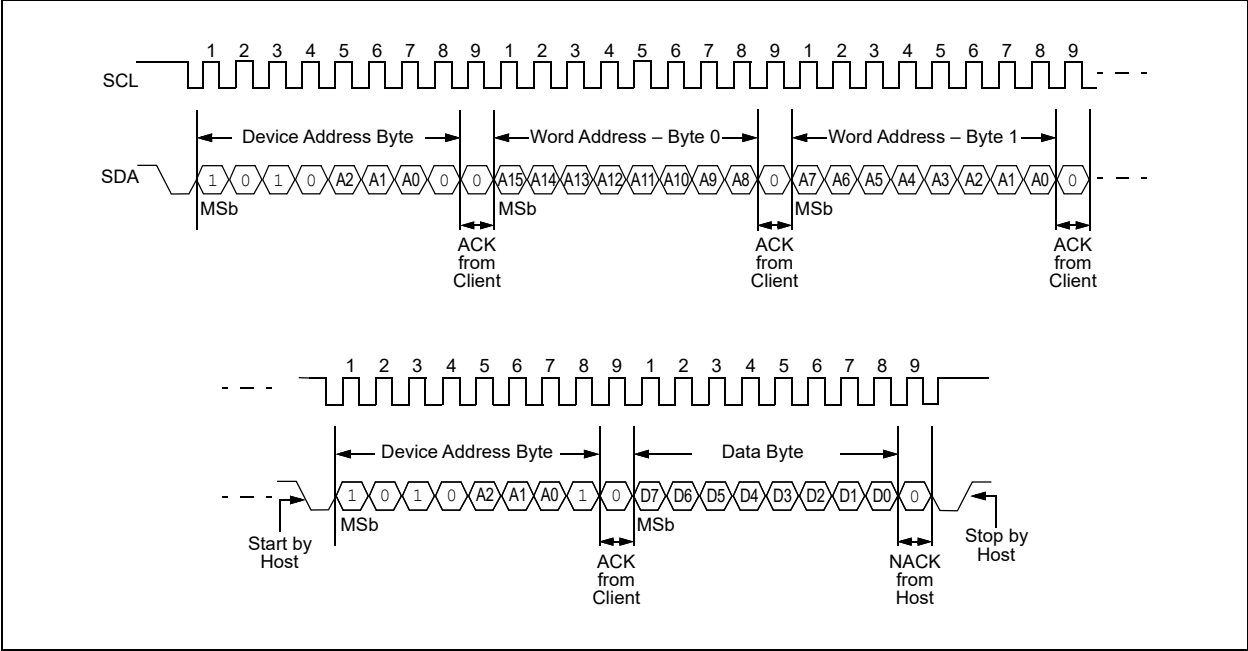 1 2 3 4 5 6 7 8 9 1 2 3 4 5 6 7 8 9 1 2 3 4 5 6 7 8 9
SCL
Device Address Byte Word Address – Byte 0 Word Address – Byte 1
SDA 1 0 1 0 A2 A1 A0 0 0 A15 A14 A13 A12 A11 A10 A9 A8 0 A7 A6 A5 A4 A3 A2 A1 A0 0
MSb MSb MSb
ACK from Client
ACK from Client
ACK from Client
1 2 3 4 5 6 7 8 9 1 2 3 4 5 6 7 8 9
Device Address Byte Data Byte
1 0 1 0 A2 A1 A0 1 0 D7 D6 D5 D4 D3 D2 D1 D0 0
MSb MSb
Start by
Host
ACK
from
Client
NACK
from
Host
Stop by
Host